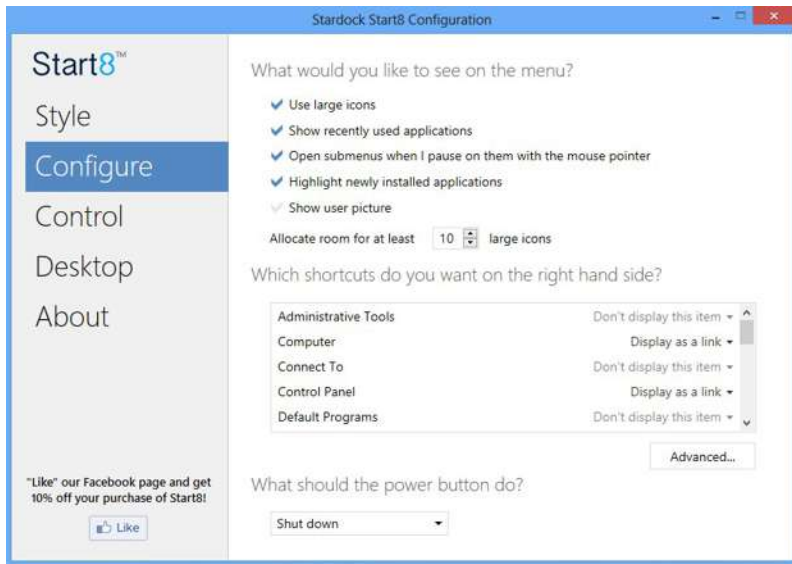 Stardock Start8 Configuration
Start8™
Style
Configure
Control
Desktop
About
"Like" our Facebook page and get
10% off your purchase of Start8!
Like
What would you like to see on the menu?
Use large icons
Show recently used applications
Open submenus when I pause on them with the mouse pointer
Highlight newly installed applications
Show user picture
Allocate room for at least 10 large icons
Which shortcuts do you want on the right hand side?
Administrative Tools Don't display this item
Computer Display as a link
Connect To Don't display this item
Control Panel Display as a link
Default Programs Don't display this item
Advanced...
What should the power button do?
Shut down